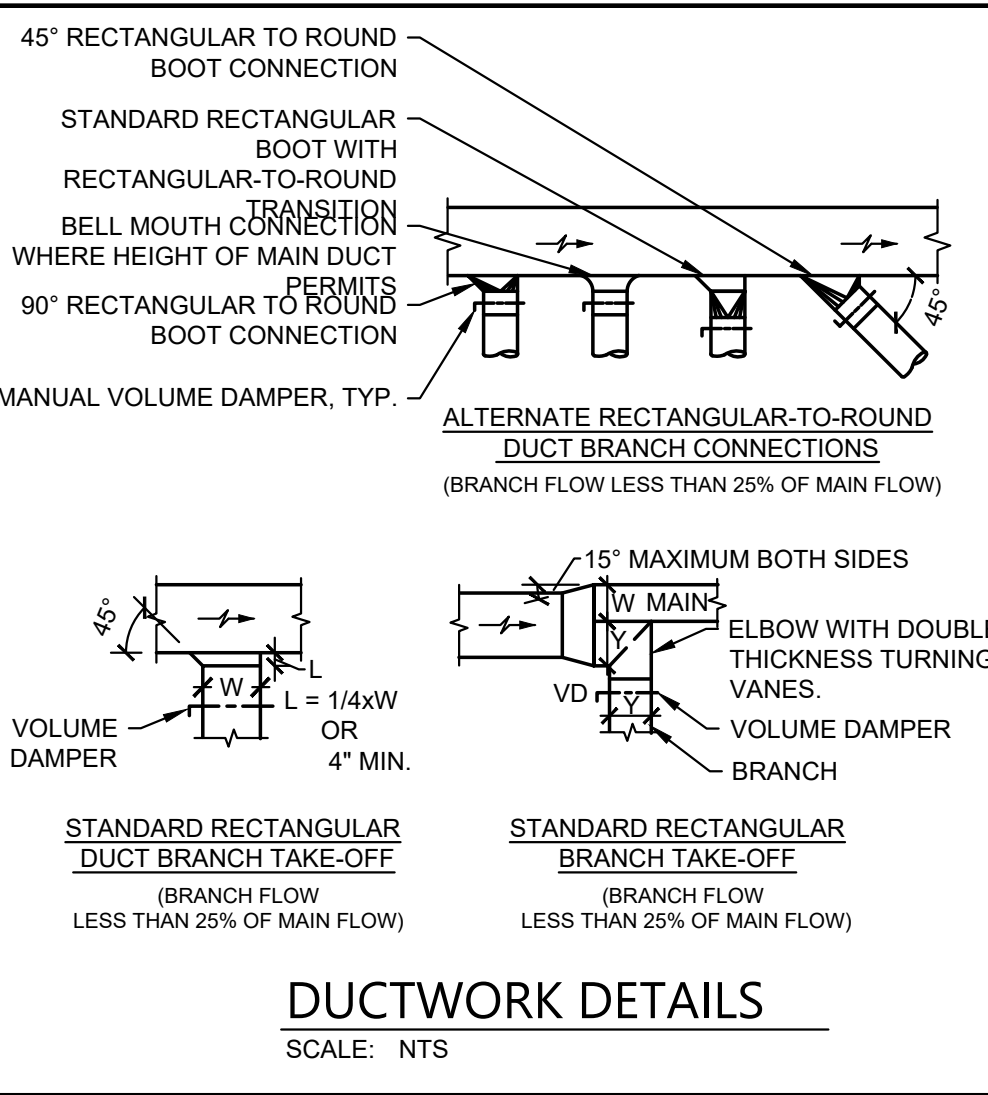 45° RECTANGULAR TO ROUND
BOOT CONNECTION
STANDARD RECTANGULAR
BOOT WITH
RECTANGULAR-TO-ROUND
TRANSITION
BELL MOUTH CONNECTION
WHERE HEIGHT OF MAIN DUCT
PERMITS
90° RECTANGULAR TO ROUND
BOOT CONNECTION
MANUAL VOLUME DAMPER, TYP.
45°
ALTERNATE RECTANGULAR-TO-ROUND
DUCT BRANCH CONNECTIONS
(BRANCH FLOW LESS THAN 25% OF MAIN FLOW)
45°
W
L
L = 1/4xW
OR
4" MIN.
VOLUME
DAMPER
STANDARD RECTANGULAR
DUCT BRANCH TAKE-OFF
(BRANCH FLOW
LESS THAN 25% OF MAIN FLOW)
15° MAXIMUM BOTH SIDES
W MAIN
Y
ELBOW WITH DOUBLE
THICKNESS TURNING
VANES.
VD
Y
VOLUME DAMPER
BRANCH
STANDARD RECTANGULAR
BRANCH TAKE-OFF
(BRANCH FLOW
LESS THAN 25% OF MAIN FLOW)
DUCTWORK DETAILS
SCALE: NTS